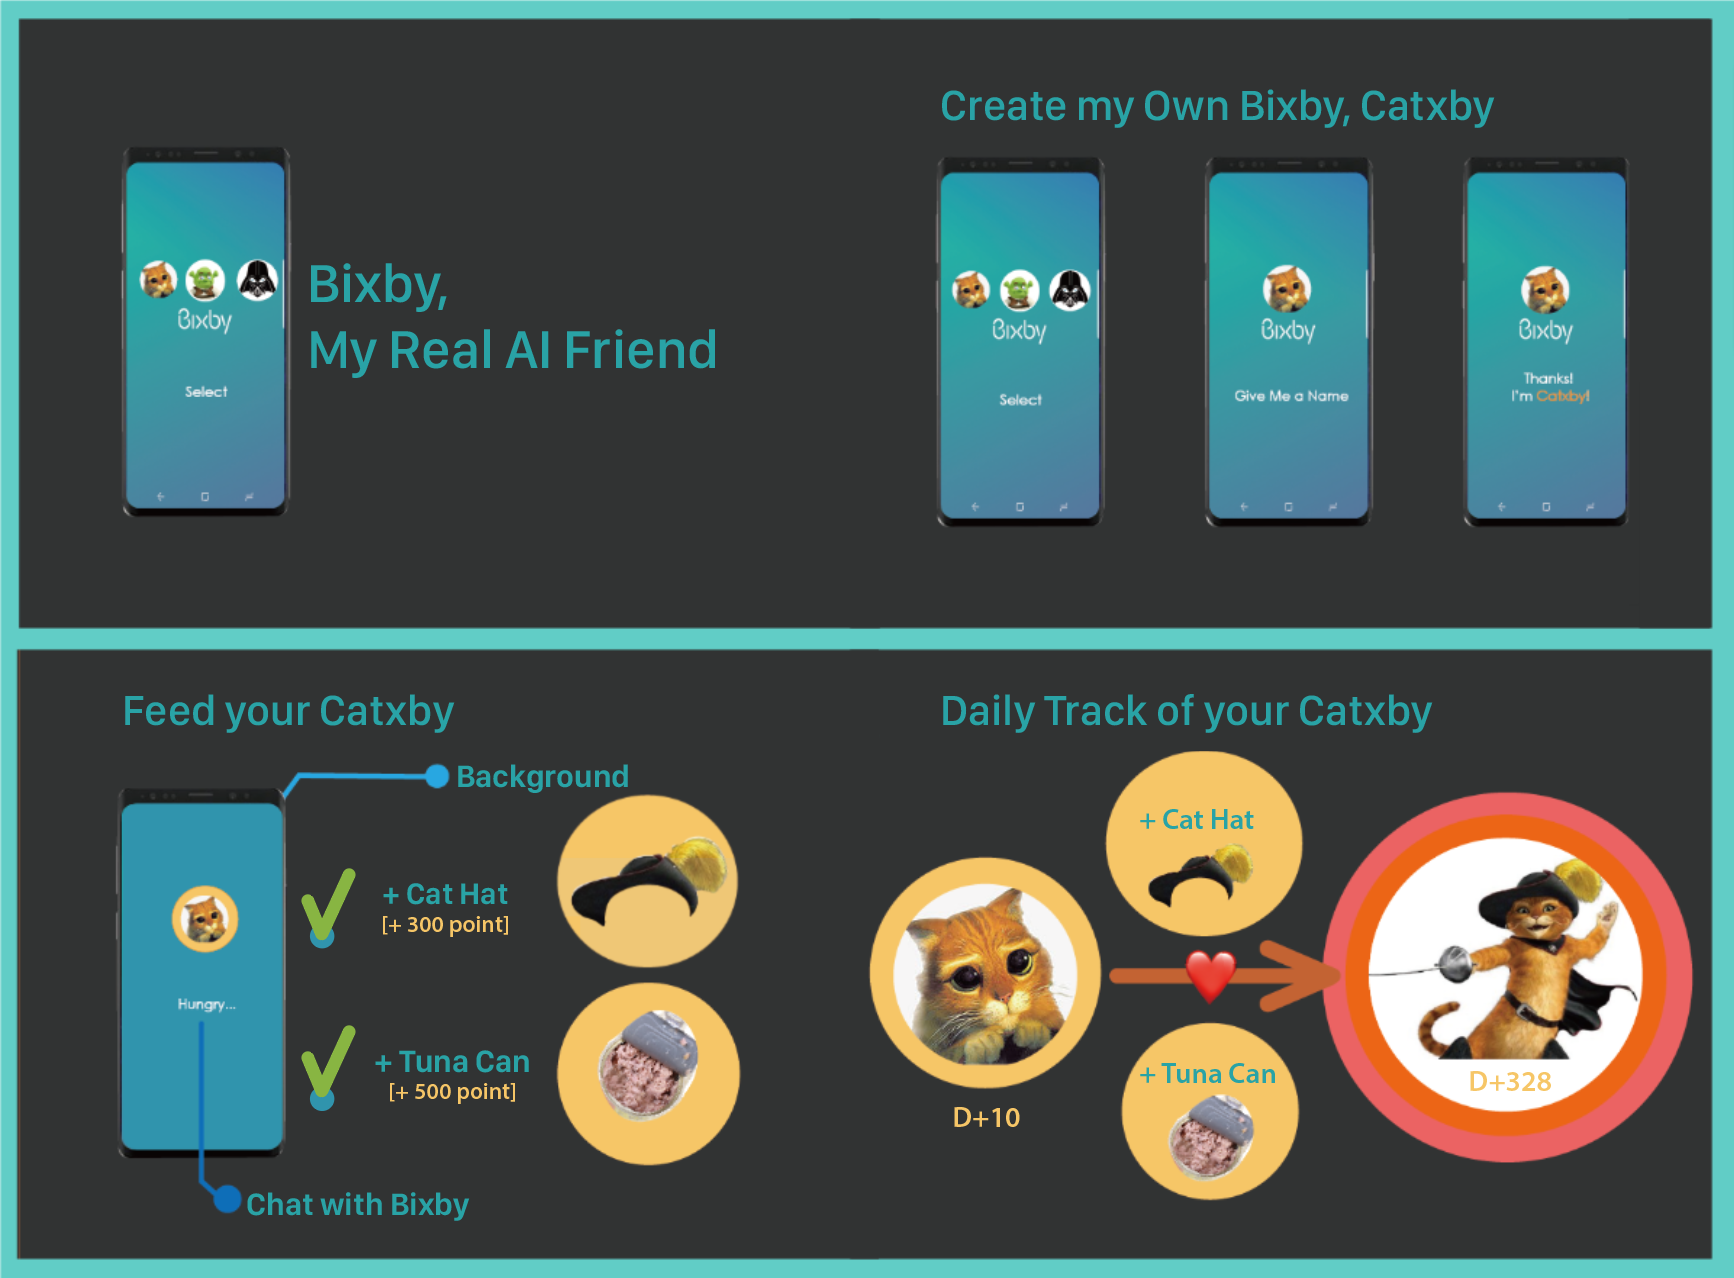 Bixby
Select
Bixby,
My Real AI Friend
Create my Own Bixby, Catxby
Bixby
Select
Bixby
Give Me a Name
Bixby
Thanks!
I'm Catxby!
Feed your Catxby
Background
+ Cat Hat
[+ 300 point]
Hungry...
+ Tuna Can
[+ 500 point]
Chat with Bixby
Daily Track of your Catxby
+ Cat Hat
D+10
+ Tuna Can
D+328